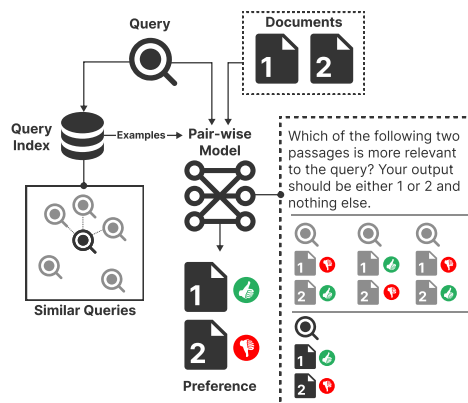 Query
Documents
1 2
Query
Index
Examples
Pair-wise
Model
Which of the following two
passages is more relevant
to the query? Your output
should be either 1 or 2 and
nothing else.
1 1 1
2 2 2
1
2
Similar Queries
1
2
Preference